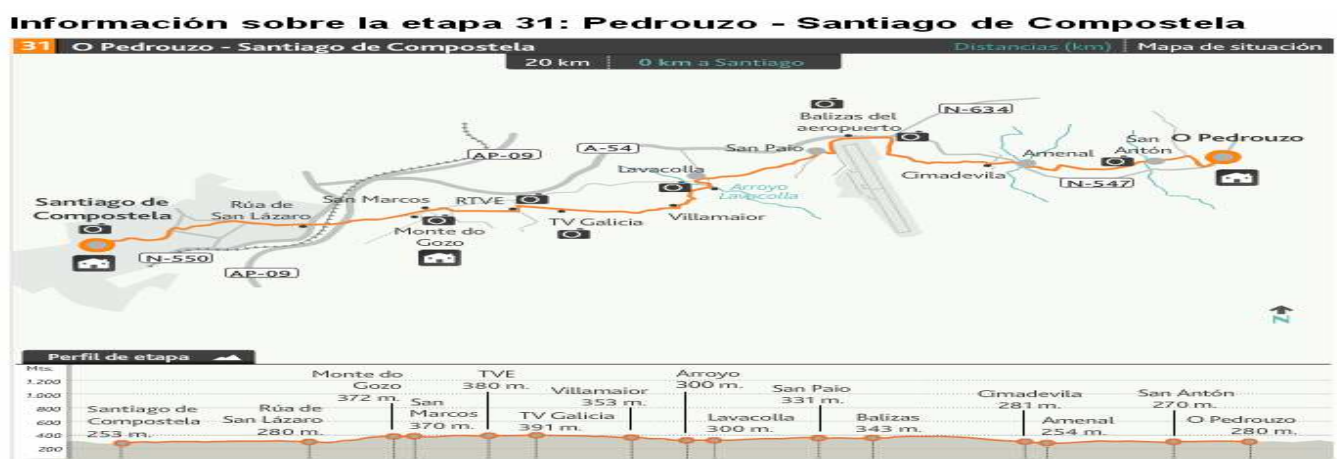 Información sobre la etapa 31: Pedrouzo - Santiago de Compostela
31 O Pedrouzo - Santiago de Compostela
Distancias (km) Mapa de situación
20 km 0 km a Santiago
N-634
Balizas del
aeropuerto
San
Antón
O Pedrouzo
AP-09
A-54
San Paio
Amenal
Cimadevila
N-547
Lavacolla
Arroyo
Lavacolla
Santiago de
Compostela
Rúa de
San Lázaro
San Marcos
RTVE
TV Galicia
Villamaior
Monte do
Gozo
N-550
AP-09
N
Perfil de etapa
Mts.
1.200
1.000
800
600
400
200
Santiago de
Compostela
253 m.
Rúa de
San Lázaro
280 m.
Monte do
Gozo
372 m.
San
Marcos
370 m.
TVE
380 m.
TV Galicia
391 m.
Villamaior
353 m.
Arroyo
300 m.
Lavacolla
300 m.
San Paio
331 m.
Balizas
343 m.
Cimadevila
281 m.
Amenal
254 m.
San Antón
270 m.
O Pedrouzo
280 m.